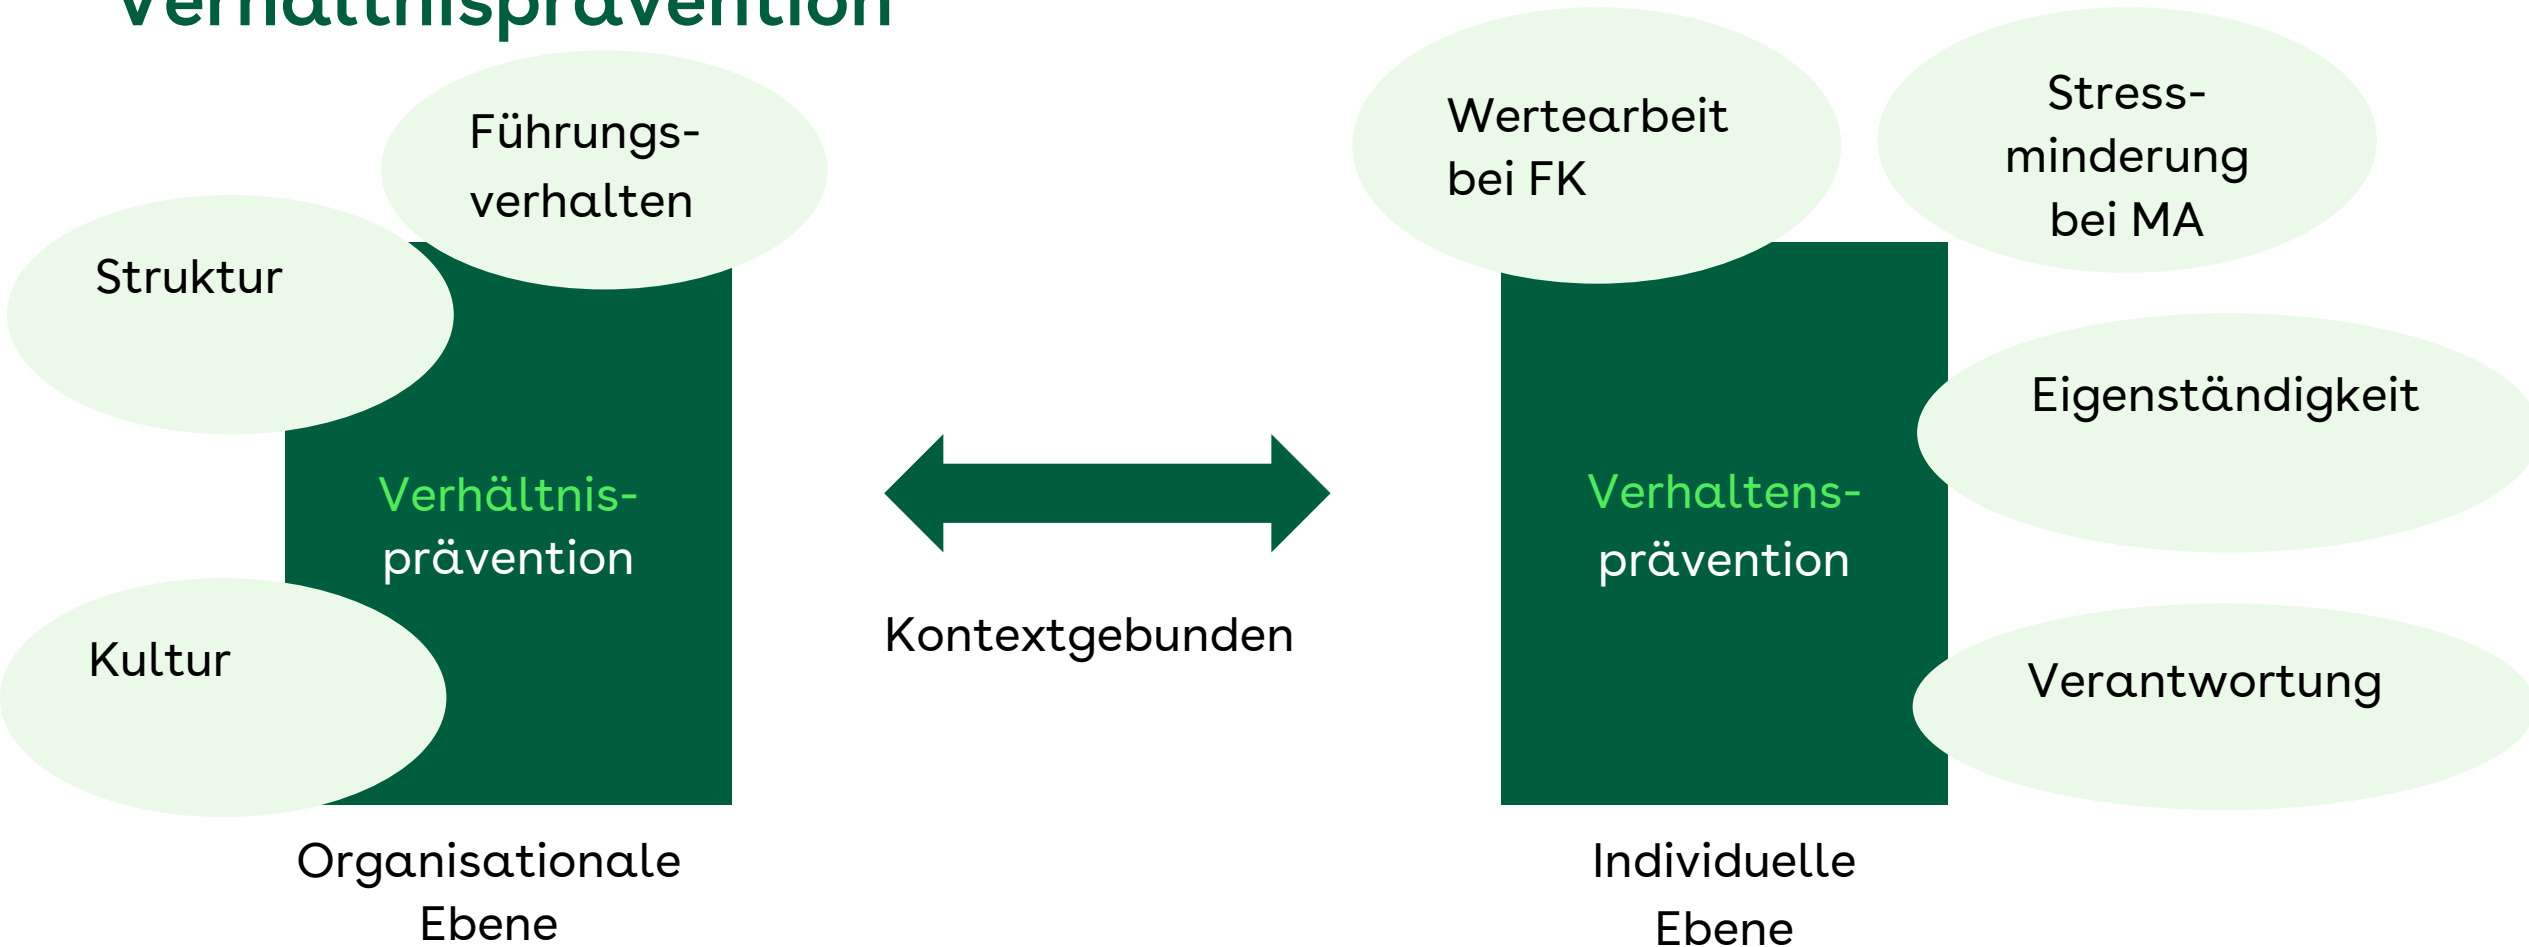 Verhältnisprävention
Führungs-
verhalten
Struktur
Verhältnis-
prävention
Kultur
Organisationale
Ebene
Kontextgebunden
Wertearbeit
bei FK
Stress-
minderung
bei MA
Eigenständigkeit
Verhaltens-
prävention
Verantwortung
Individuelle
Ebene